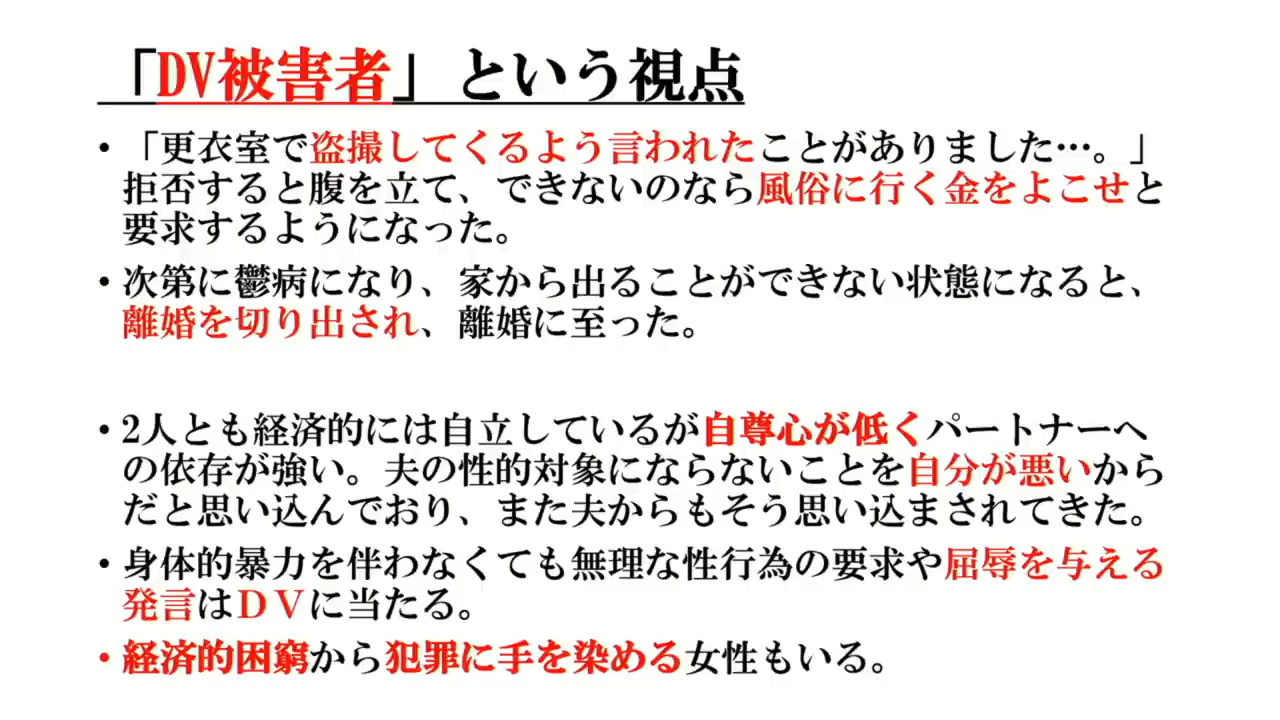 「DV被害者」という視点
・「更衣室で盗撮してくるよう言われたことがありました…。」
拒否すると腹を立て、できないのなら風俗に行く金をよこせと
要求するようになった。
・次第に鬱病になり、家から出ることができない状態になると、
離婚を切り出され、離婚に至った。
・2人とも経済的には自立しているが自尊心が低くパートナーへ
の依存が強い。夫の性的対象にならないことを自分が悪いから
だと思い込んでおり、また夫からもそう思い込まされてきた。
・身体的暴力を伴わなくても無理な性行為の要求や屈辱を与える
発言はＤＶに当たる。
・経済的困窮から犯罪に手を染める女性もいる。